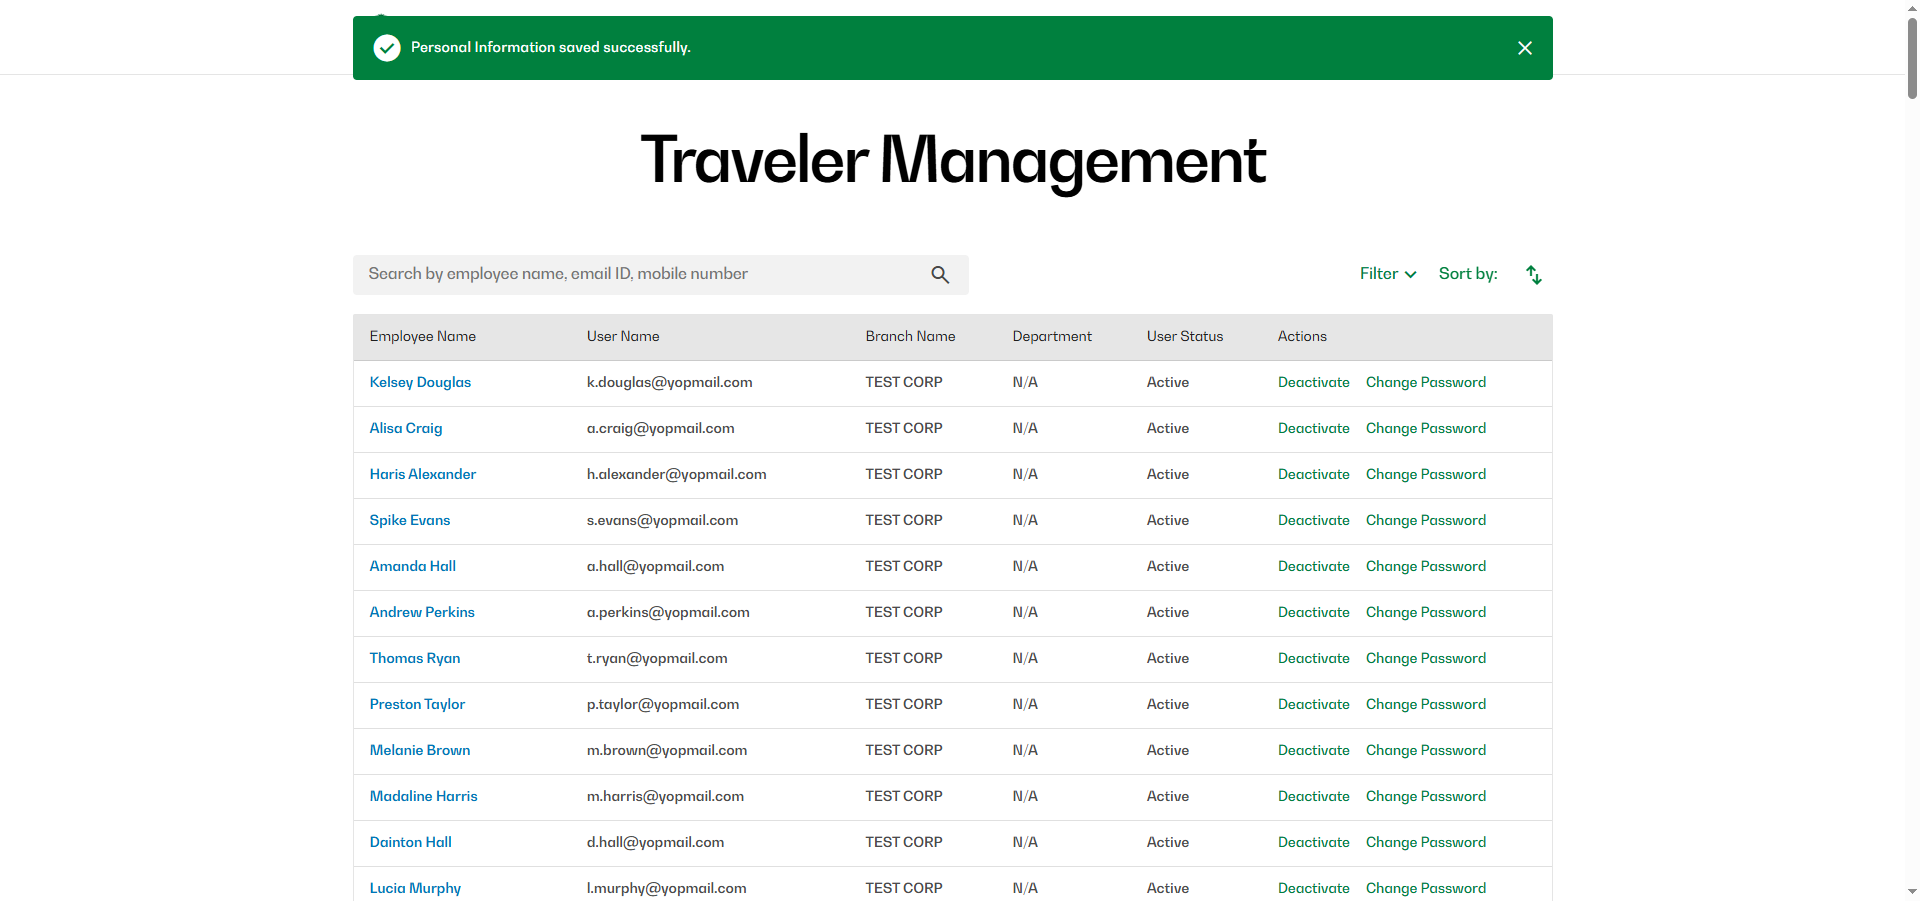 Personal Information saved successfully.
Traveler Management
Search by employee name, email ID, mobile number
Filter Sort by:
Employee Name User Name Branch Name Department User Status Actions
Kelsey Douglas k.douglas@yopmail.com TEST CORP N/A Active Deactivate Change Password
Alisa Craig a.craig@yopmail.com TEST CORP N/A Active Deactivate Change Password
Haris Alexander h.alexander@yopmail.com TEST CORP N/A Active Deactivate Change Password
Spike Evans s.evans@yopmail.com TEST CORP N/A Active Deactivate Change Password
Amanda Hall a.hall@yopmail.com TEST CORP N/A Active Deactivate Change Password
Andrew Perkins a.perkins@yopmail.com TEST CORP N/A Active Deactivate Change Password
Thomas Ryan t.ryan@yopmail.com TEST CORP N/A Active Deactivate Change Password
Preston Taylor p.taylor@yopmail.com TEST CORP N/A Active Deactivate Change Password
Melanie Brown m.brown@yopmail.com TEST CORP N/A Active Deactivate Change Password
Madaline Harris m.harris@yopmail.com TEST CORP N/A Active Deactivate Change Password
Dainton Hall d.hall@yopmail.com TEST CORP N/A Active Deactivate Change Password
Lucia Murphy l.murphy@yopmail.com TEST CORP N/A Active Deactivate Change Password